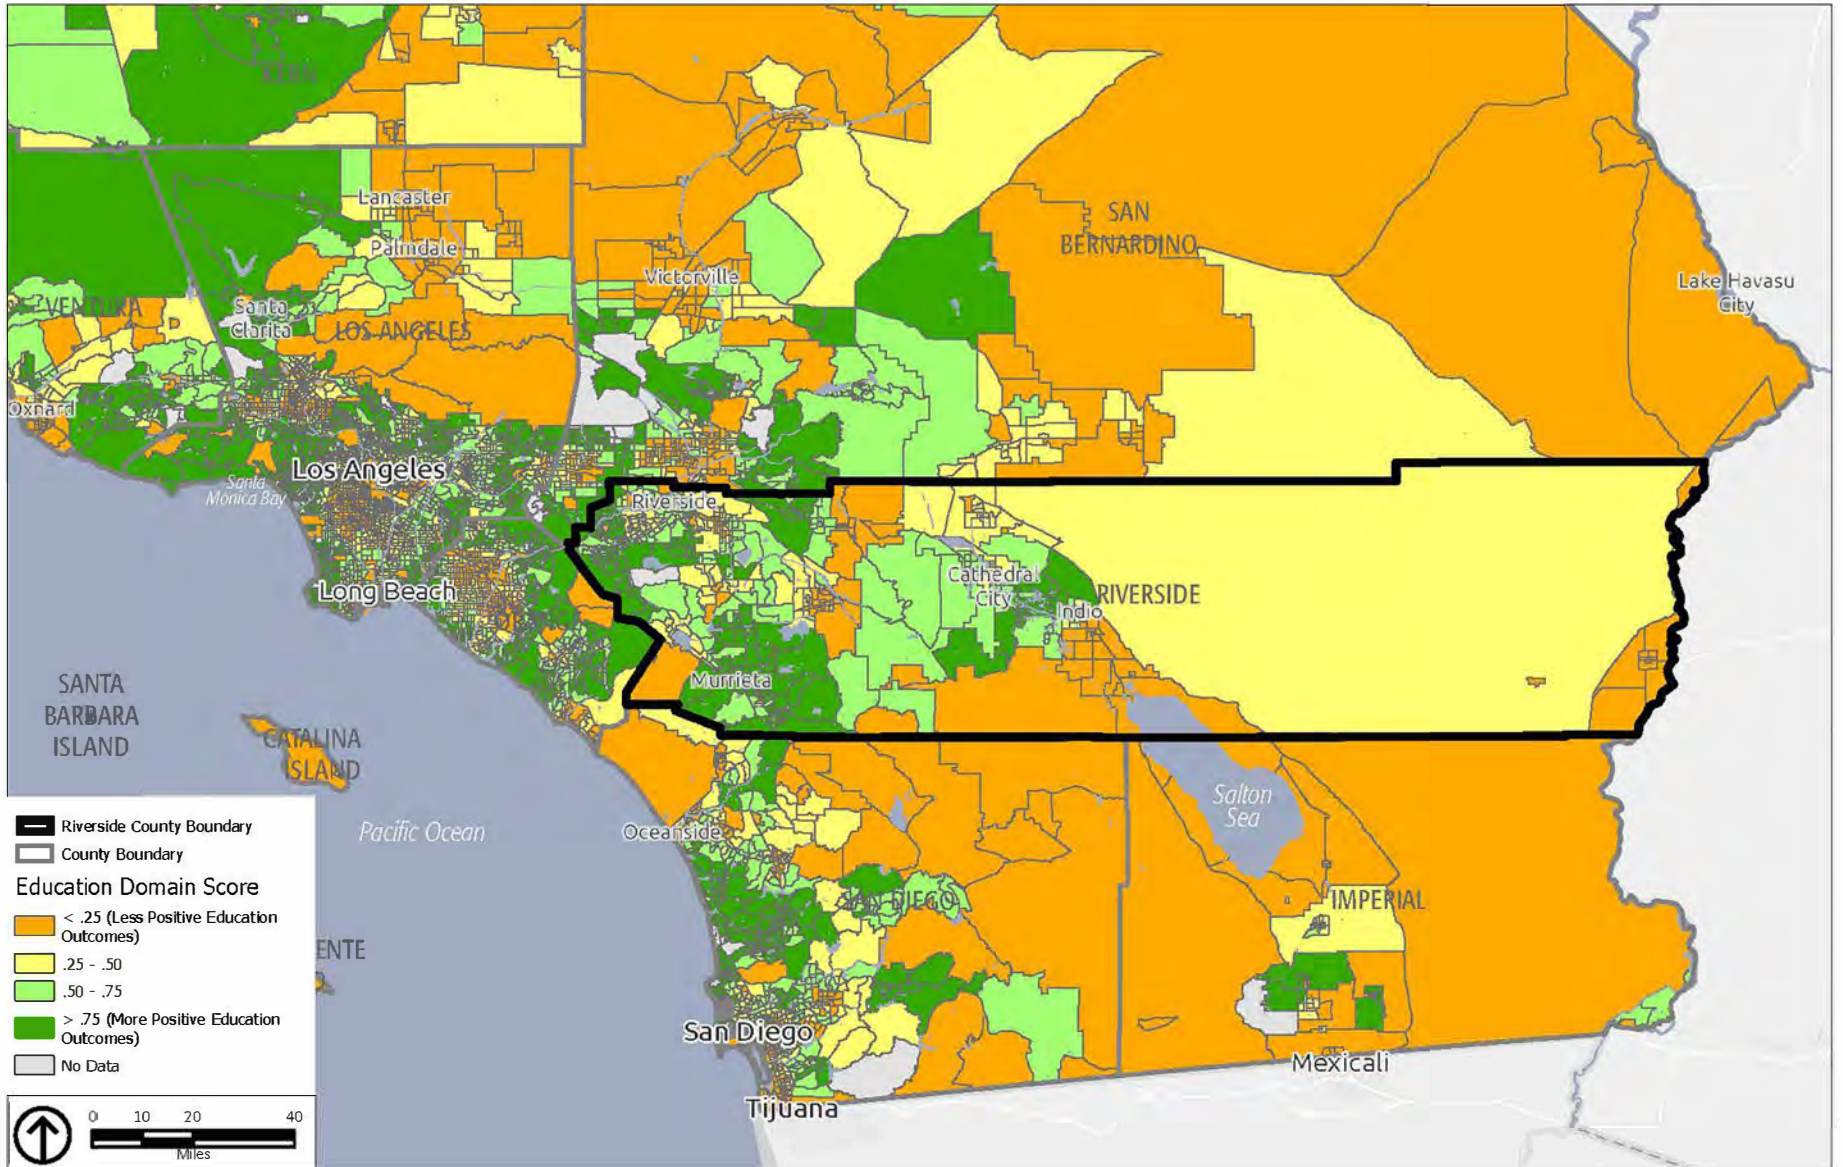 KERN
Lancaster
Palmdale
SAN
BERNARDINO
Victorville
Lake Havasu
City
VENTURA
Santa
Clarita
LOS ANGELES
Oxnard
Los Angeles
Santa
Monica Bay
Riverside
Long Beach
Cathedral
City
RIVERSIDE
Indio
Murrieta
SANTA
BARBARA
ISLAND
CATALINA
ISLAND
Salton
Sea
Pacific Ocean
Oceanside
SAN DIEGO
IMPERIAL
ENTE
San Diego
Mexicali
Tijuana
Riverside County Boundary
County Boundary
Education Domain Score
< .25 (Less Positive Education
Outcomes)
.25 - .50
.50 - .75
> .75 (More Positive Education
Outcomes)
No Data
0 10 20 40
Miles